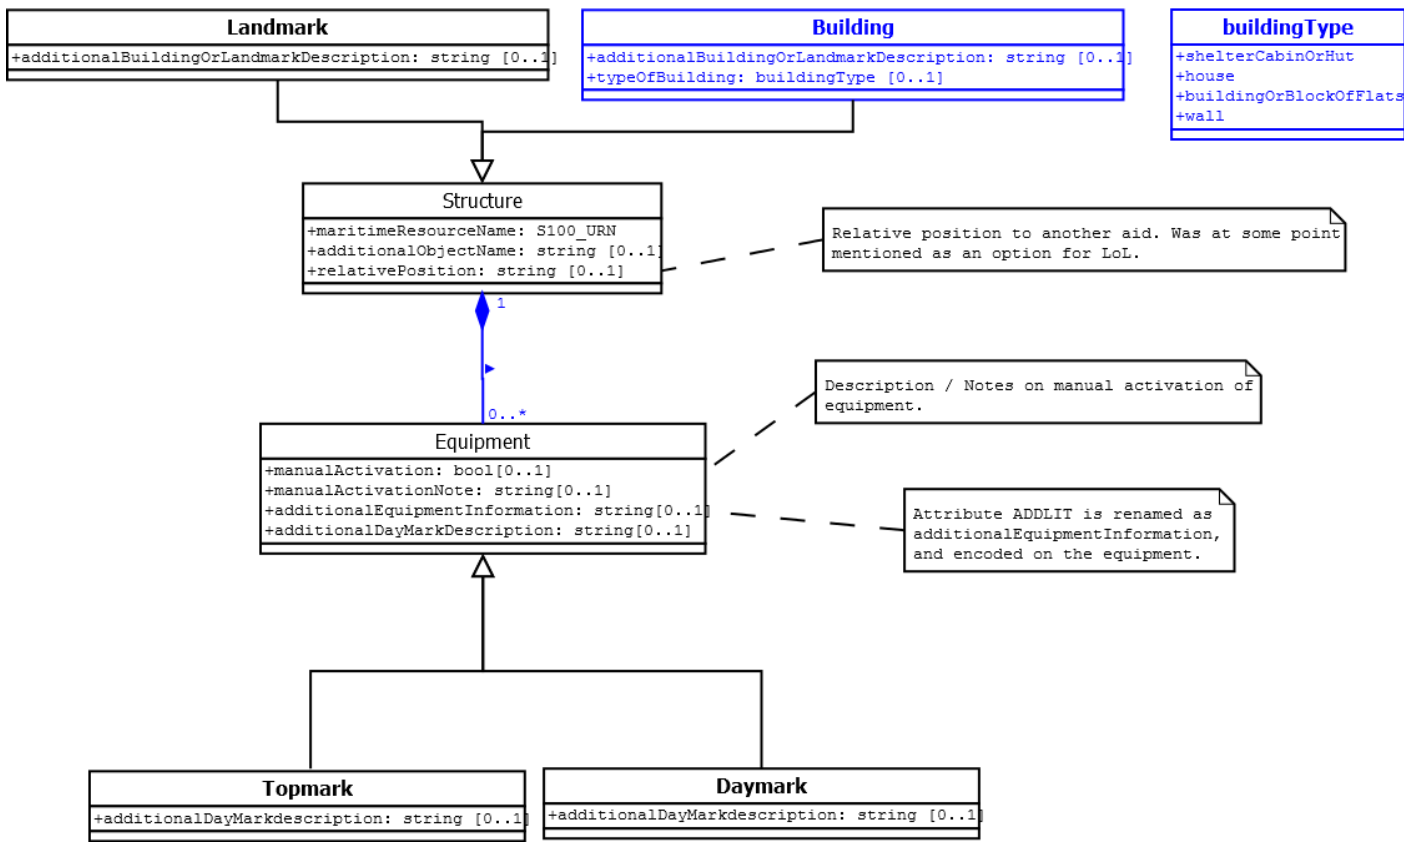 Landmark
+additionalBuildingOrLandmarkDescription: string [0..1]
Building
+additionalBuildingOrLandmarkDescription: string [0..1]
+typeOfBuilding: buildingType [0..1]
buildingType
+shelterCabinOrHut
+house
+buildingOrBlockOfFlats
+wall
Structure
+maritimeResourceName: S100_URN
+additionalObjectName: string [0..1]
+relativePosition: string [0..1]
Relative position to another aid. Was at some point
mentioned as an option for LoL.
1
0..*
Description / Notes on manual activation of
equipment.
Equipment
+manualActivation: bool[0..1]
+manualActivationNote: string[0..1]
+additionalEquipmentInformation: string[0..1]
+additionalDayMarkDescription: string[0..1]
Attribute ADDLIT is renamed as
additionalEquipmentInformation,
and encoded on the equipment.
Topmark
+additionalDayMarkdescription: string [0..1]
Daymark
+additionalDayMarkdescription: string [0..1]